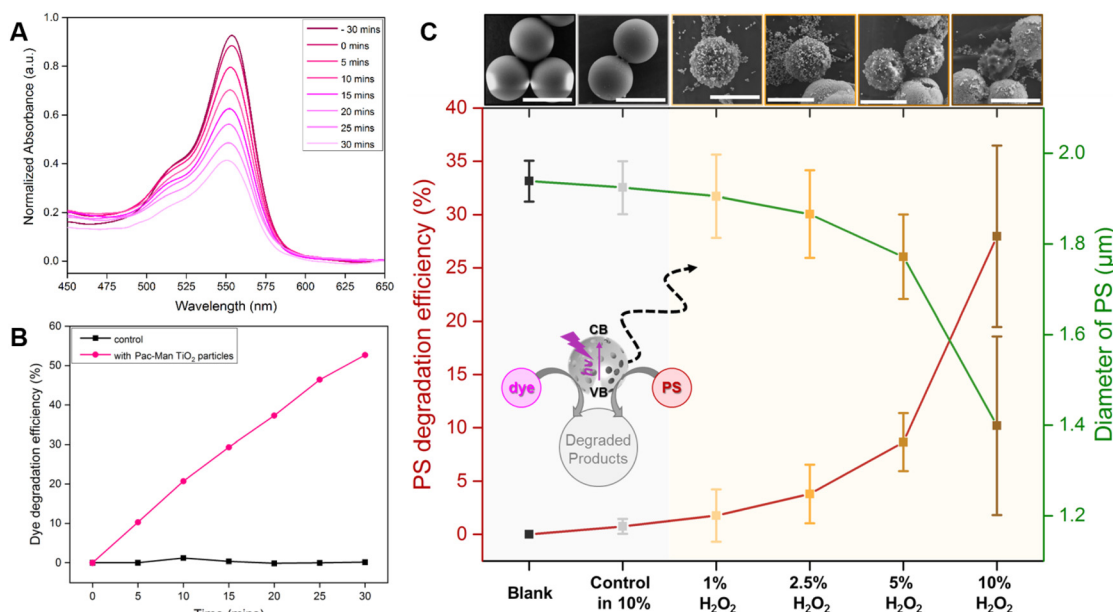 A
Normalized Absorbance (a.u.)
1.0
0.8
0.6
0.4
0.2
0.0
- 30 mins
0 mins
5 mins
10 mins
15 mins
20 mins
25 mins
30 mins
450 475 500 525 550 575 600 625 650
Wavelength (nm)
B
Dye degradation efficiency (%)
60
50
40
30
20
10
0
control
with Pac-Man TiO2 particles
0 5 10 15 20 25 30
Time (mins)
C
PS degradation efficiency (%)
40
35
30
25
20
15
10
5
0
CB
hν
VB
dye
PS
Degraded
Products
2.0
1.8
1.6
1.4
1.2
Diameter of PS (μm)
Blank
Control
in 10%
1%
H2O2
2.5%
H2O2
5%
H2O2
10%
H2O2